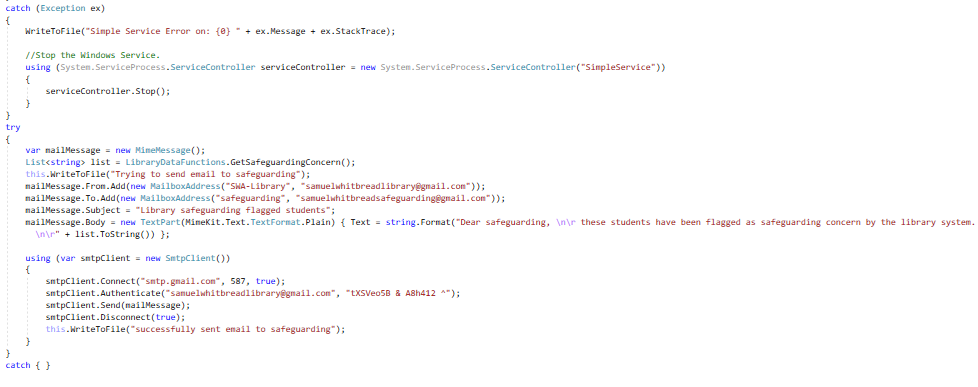 catch (Exception ex)
{
WriteToFile("Simple Service Error on: {0} " + ex.Message + ex.StackTrace);
//Stop the Windows Service.
using (System.ServiceProcess.ServiceController serviceController = new System.ServiceProcess.ServiceController("SimpleService"))
{
serviceController.Stop();
}
}
try
{
var mailMessage = new MimeMessage();
List<string> list = LibraryDataFunctions.GetSafeguardingConcern();
this.WriteToFile("Trying to send email to safeguarding");
mailMessage.From.Add(new MailboxAddress("SWA-Library", "samuelwhitbreadlibrary@gmail.com"));
mailMessage.To.Add(new MailboxAddress("safeguarding", "samuelwhitbreadsafeguarding@gmail.com"));
mailMessage.Subject = "Library safeguarding flagged students";
mailMessage.Body = new TextPart(MimeKit.Text.TextFormat.Plain) { Text = string.Format("Dear safeguarding, \n\r these students have been flagged as safeguarding concern by the library system.
\n\r" + list.ToString()) };
using (var smtpClient = new SmtpClient())
{
smtpClient.Connect("smtp.gmail.com", 587, true);
smtpClient.Authenticate("samuelwhitbreadlibrary@gmail.com", "tXSVeo5B & A8h412 ^");
smtpClient.Send(mailMessage);
smtpClient.Disconnect(true);
this.WriteToFile("successfully sent email to safeguarding");
}
}
catch { }